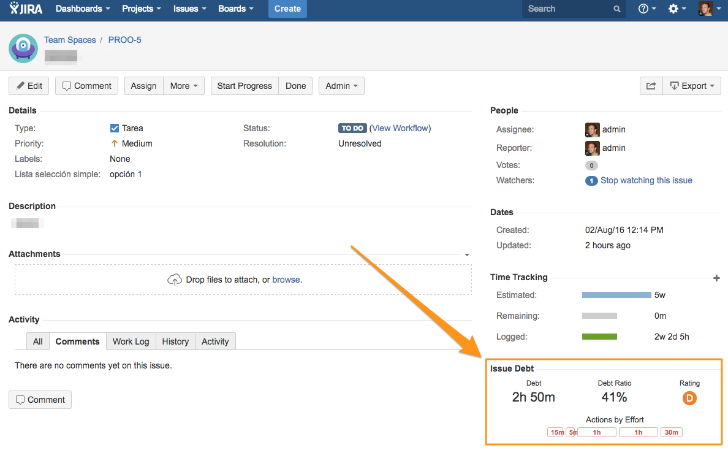 JIRA Dashboards Projects Issues Boards Create Search
Team Spaces / PROO-5
Edit Comment Assign More Start Progress Done Admin Export
Details
Type: Tarea
Priority: Medium
Labels: None
Lista selección simple: opción 1
Status: TO DO (View Workflow)
Resolution: Unresolved
Description
Attachments
Drop files to attach, or browse.
Activity
All Comments Work Log History Activity
There are no comments yet on this issue.
Comment
People
Assignee: admin
Reporter: admin
Votes: 0
Watchers: 1 Stop watching this issue
Dates
Created: 02/Aug/16 12:14 PM
Updated: 2 hours ago
Time Tracking
Estimated: 5w
Remaining: 0m
Logged: 2w 2d 5h
Issue Debt
Debt Debt Ratio Rating
2h 50m 41% D
Actions by Effort
15m 5m 1h 1h 30m